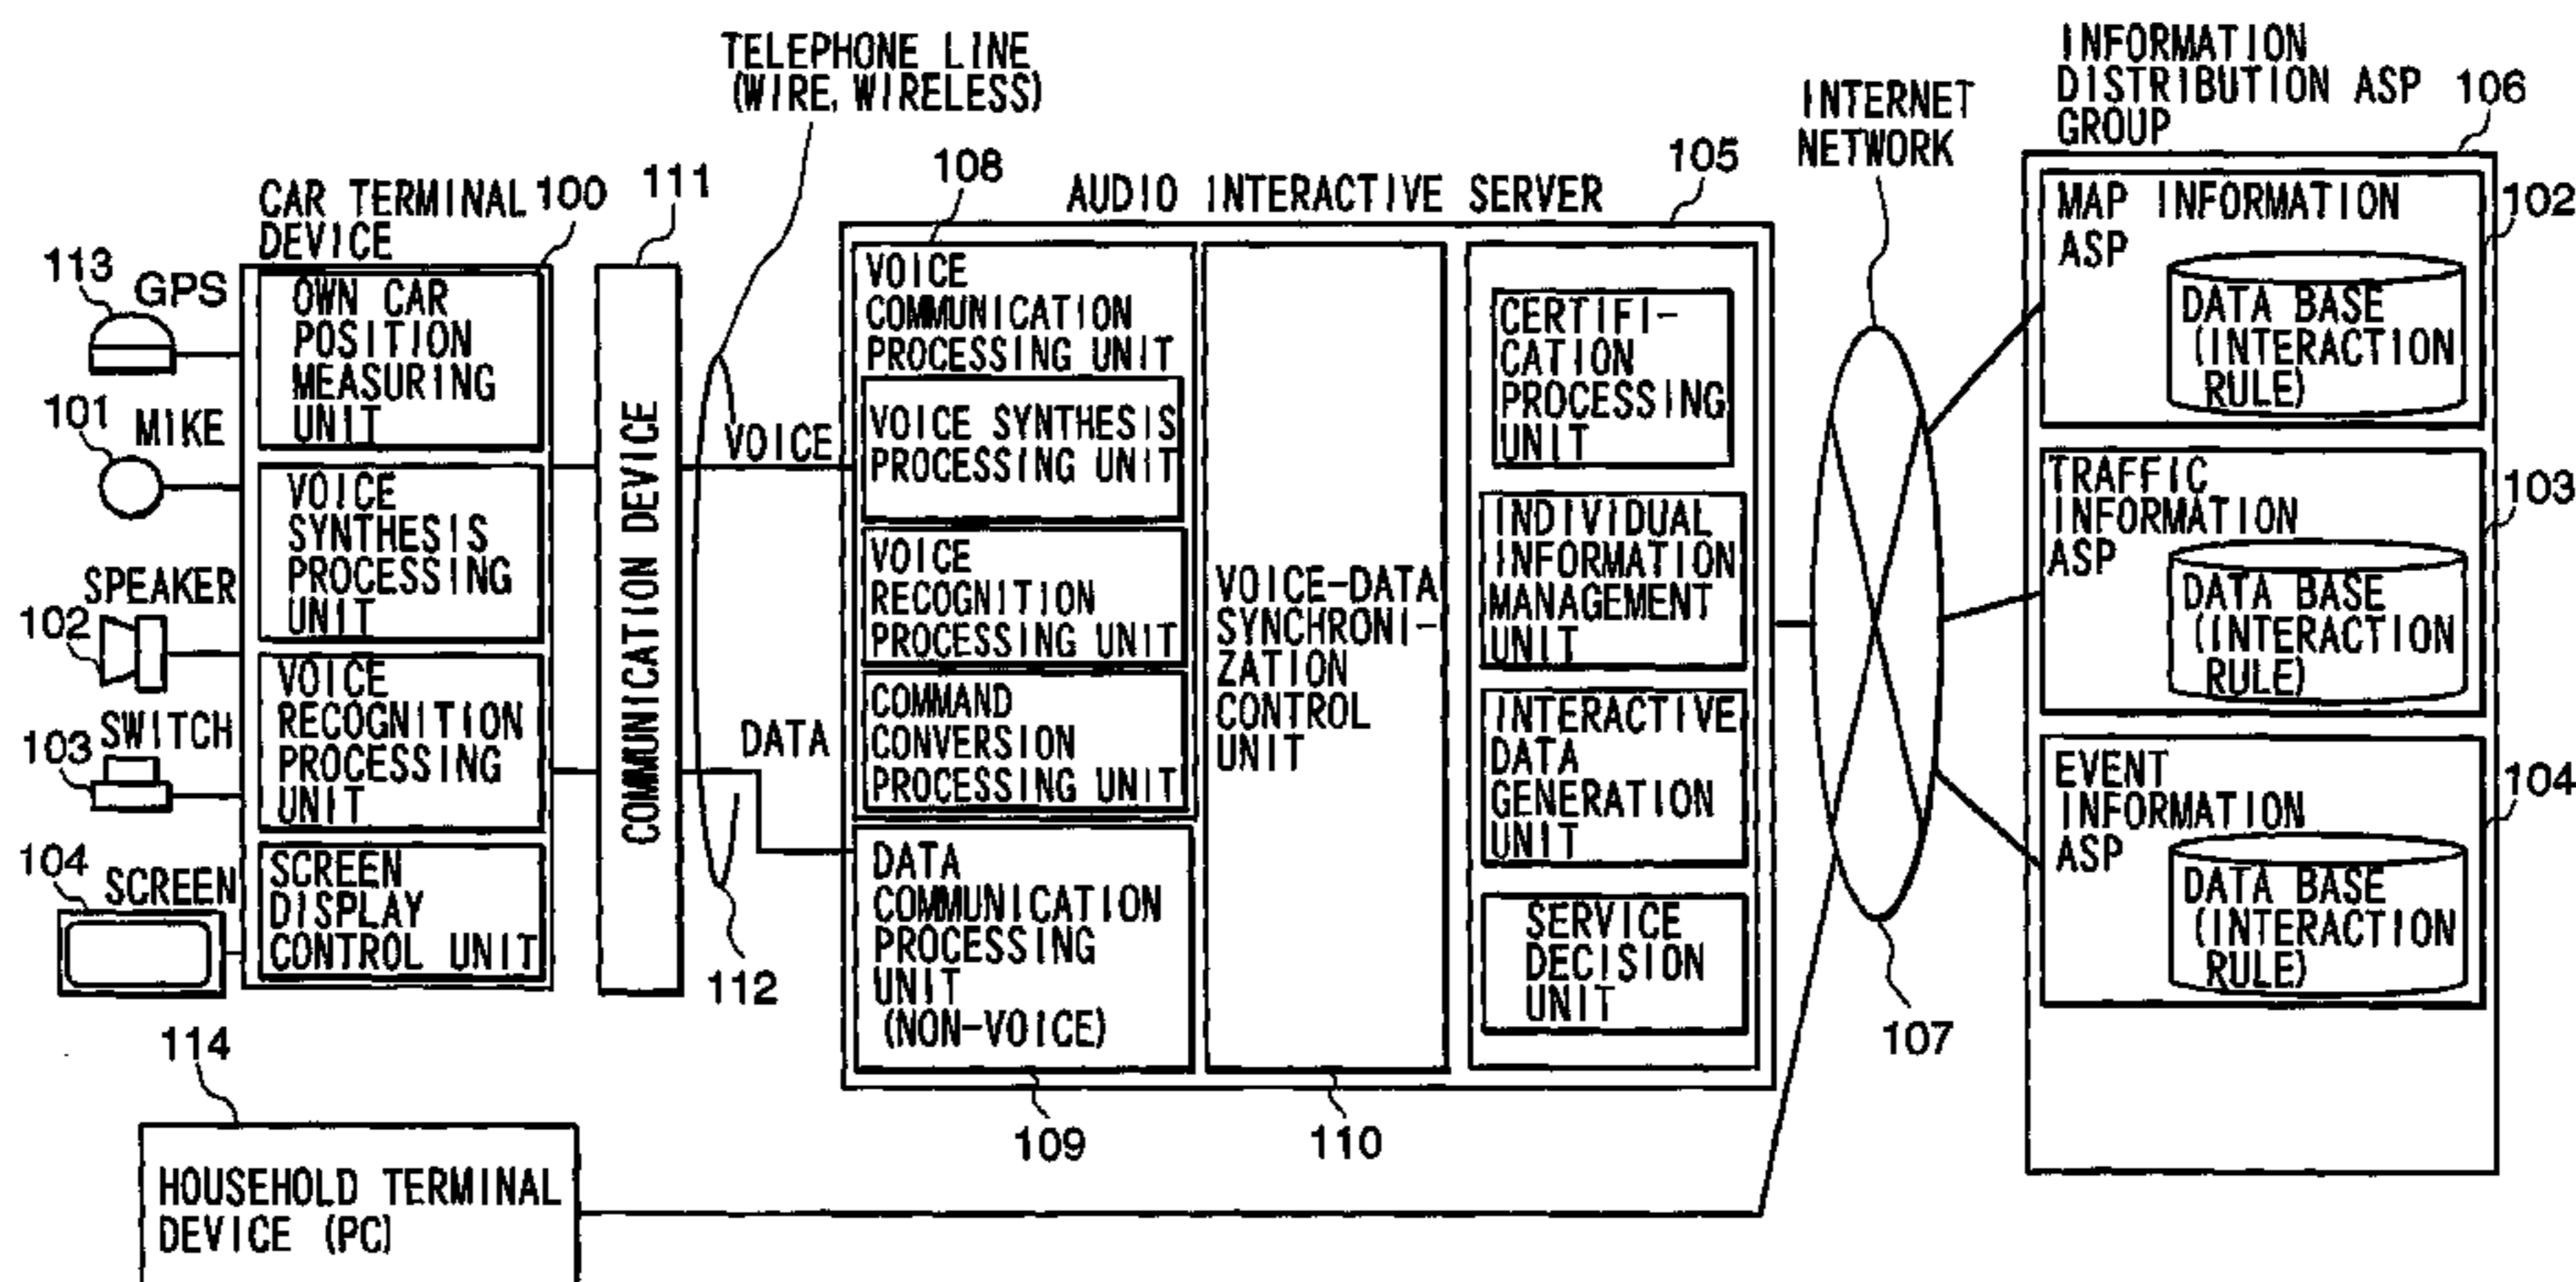 TELEPHONE LINE
(WIRE, WIRELESS)
INFORMATION
DISTRIBUTION ASP
GROUP
106
INTERNET
NETWORK
CAR TERMINAL
DEVICE
100
111
108
AUDIO INTERACTIVE SERVER
105
113
GPS
101
MIKE
SPEAKER
102
SWITCH
103
104
SCREEN
OWN CAR
POSITION
MEASURING
UNIT
VOICE
SYNTHESIS
PROCESSING
UNIT
VOICE
RECOGNITION
PROCESSING
UNIT
SCREEN
DISPLAY
CONTROL UNIT
COMMUNICATION DEVICE
VOICE
DATA
112
VOICE
COMMUNICATION
PROCESSING UNIT
VOICE SYNTHESIS
PROCESSING UNIT
VOICE
RECOGNITION
PROCESSING UNIT
COMMAND
CONVERSION
PROCESSING UNIT
DATA
COMMUNICATION
PROCESSING
UNIT
(NON-VOICE)
109
VOICE-DATA
SYNCHRONI-
ZATION
CONTROL
UNIT
110
CERTIFI-
CATION
PROCESSING
UNIT
INDIVIDUAL
INFORMATION
MANAGEMENT
UNIT
INTERACTIVE
DATA
GENERATION
UNIT
SERVICE
DECISION
UNIT
107
MAP INFORMATION
ASP
102
DATA BASE
(INTERACTION
RULE)
TRAFFIC
INFORMATION
ASP
103
DATA BASE
(INTERACTION
RULE)
EVENT
INFORMATION
ASP
104
DATA BASE
(INTERACTION
RULE)
114
HOUSEHOLD TERMINAL
DEVICE (PC)